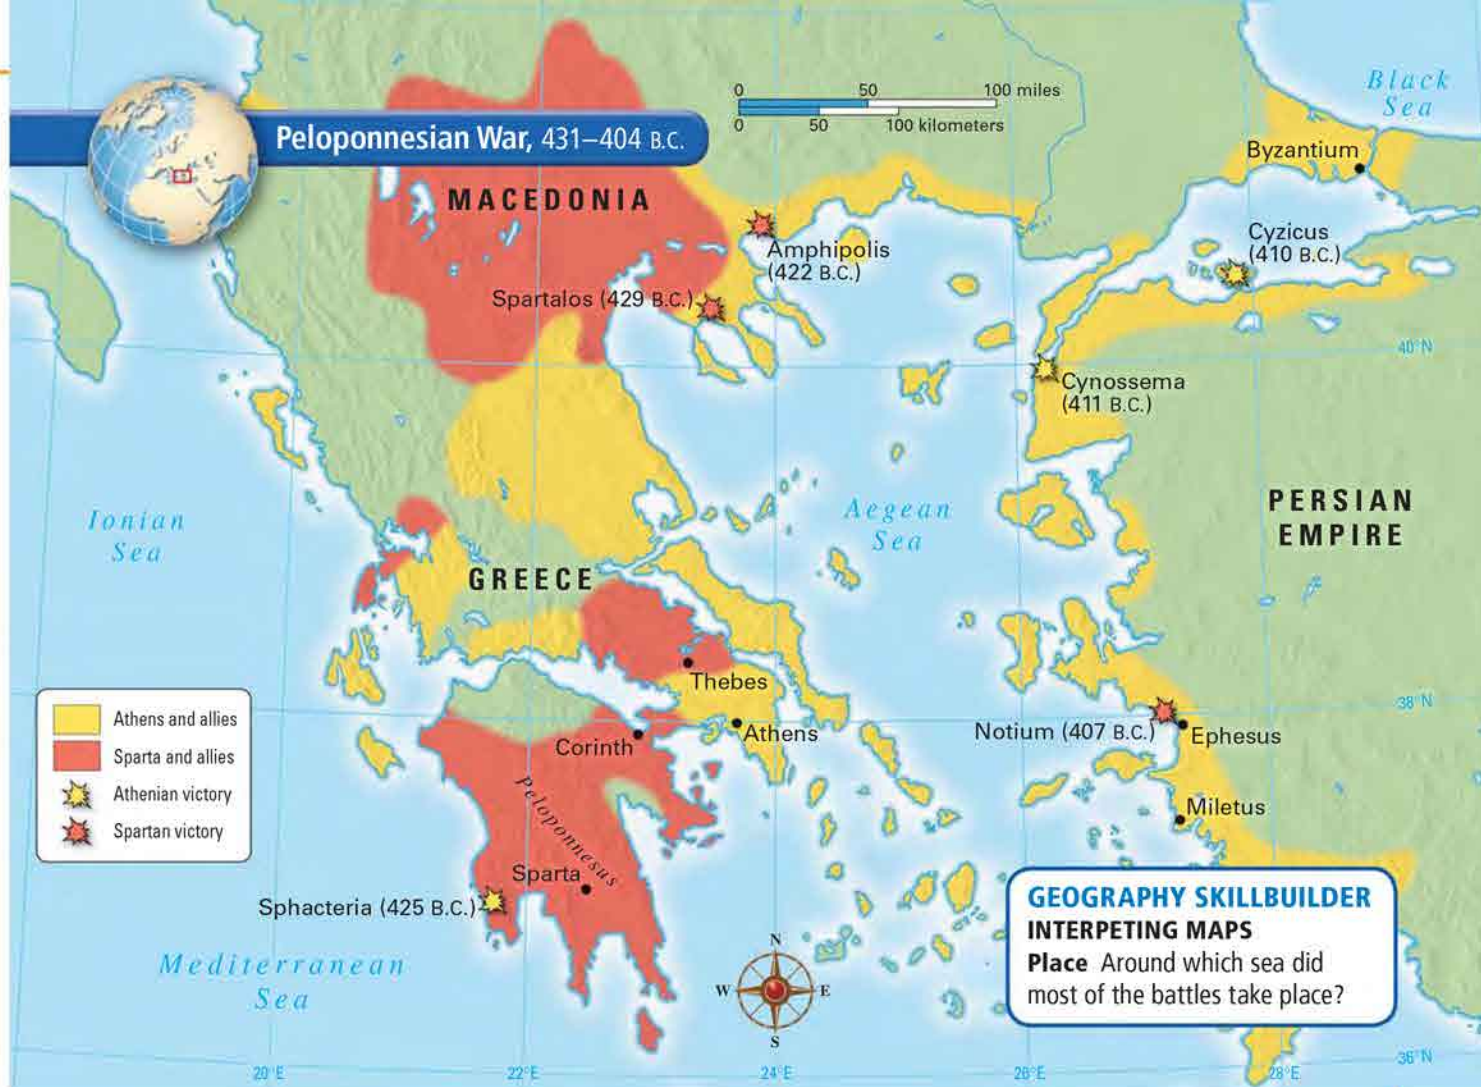 Peloponnesian War, 431–404 B.C.
0 50 100 miles
0 50 100 kilometers
Black
Sea
Byzantium
MACEDONIA
Cyzicus
(410 B.C.)
Amphipolis
(422 B.C.)
Spartalos (429 B.C.)
40°N
Cynossema
(411 B.C.)
Ionian
Sea
Aegean
Sea
PERSIAN
EMPIRE
GREECE
Thebes
38°N
Athens and allies
Sparta and allies
Athenian victory
Spartan victory
Corinth
Athens
Notium (407 B.C.)
Ephesus
Peloponnesus
Miletus
Sparta
Sphacteria (425 B.C.)
Mediterranean
Sea
N
W E
S
GEOGRAPHY SKILLBUILDER
INTERPETING MAPS
Place Around which sea did
most of the battles take place?
36°N
20°E 22°E 24°E 26°E 28°E